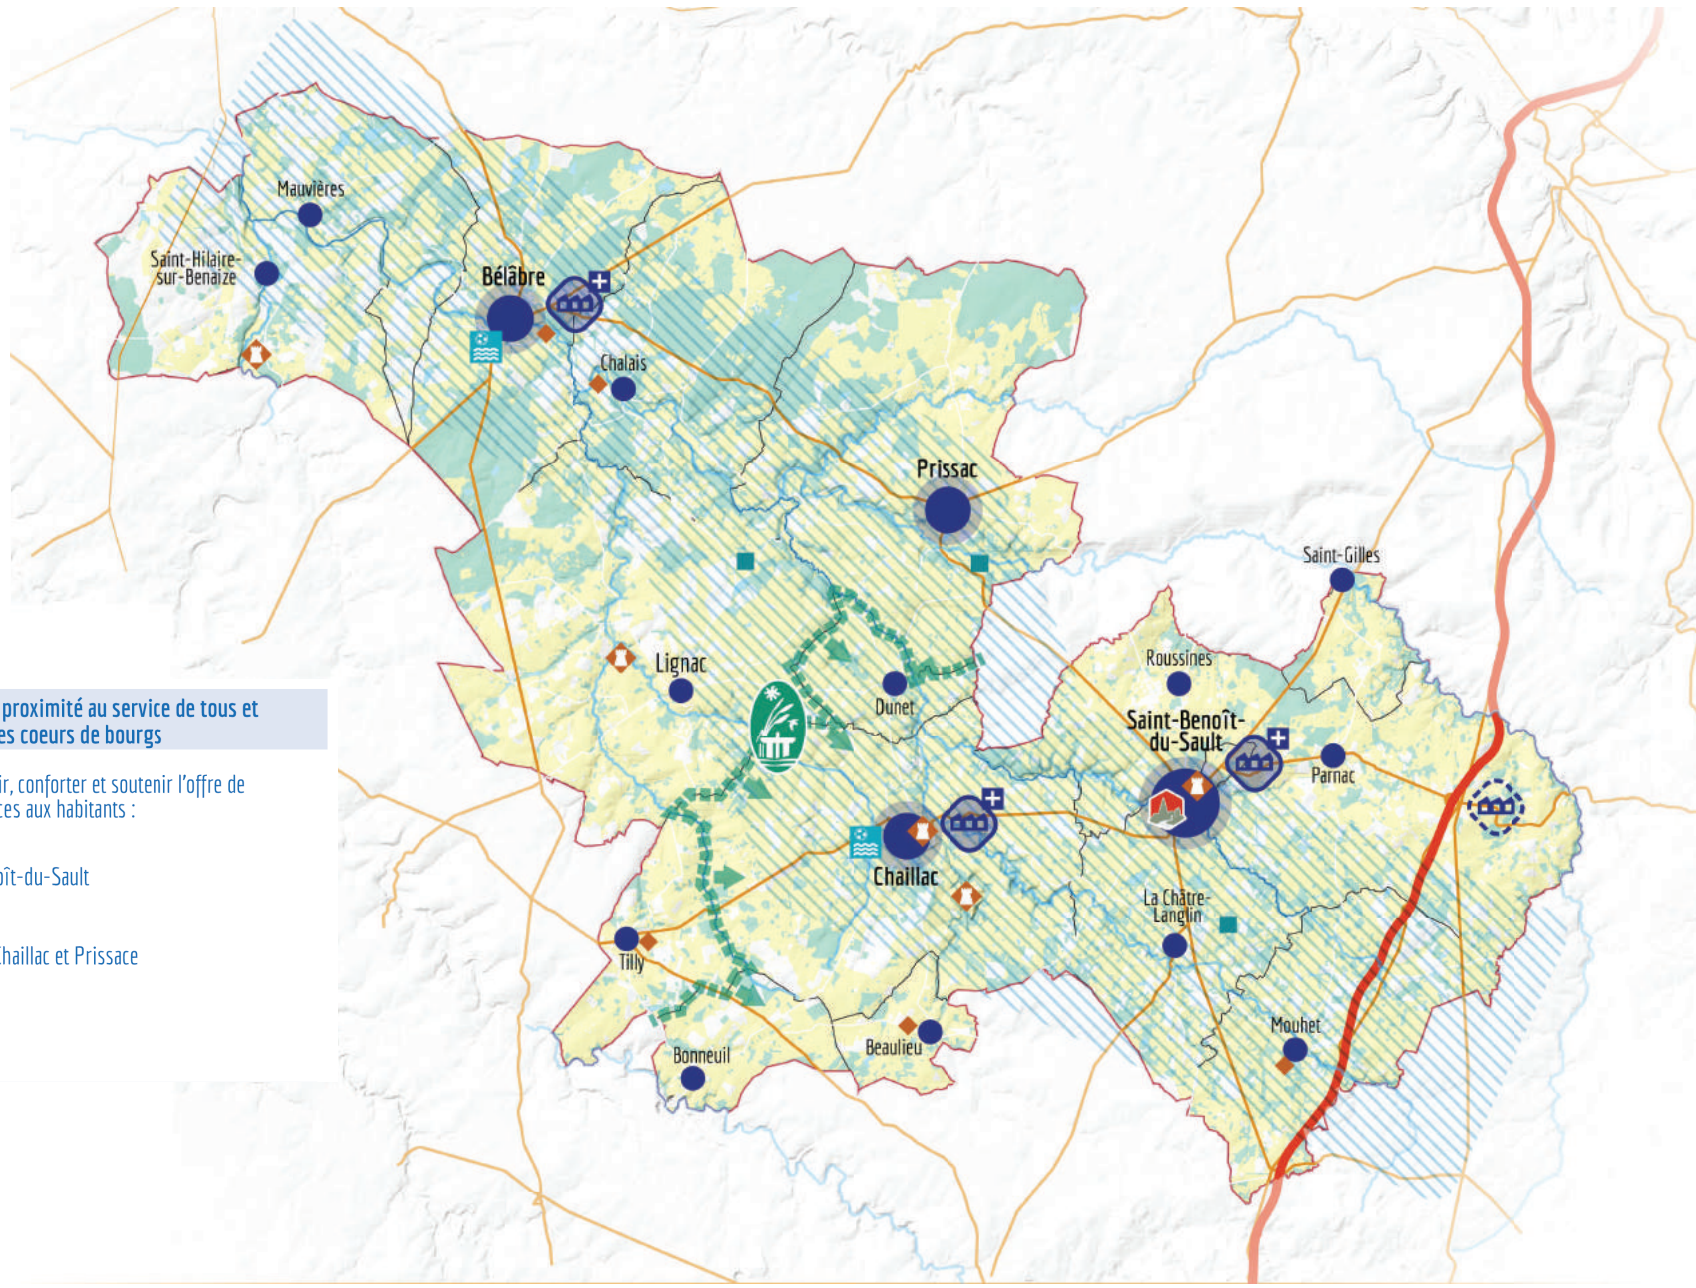 Mauvières
Saint-Hilaire-
sur-Benaize
Bélâbre
Chalais
Prissac
Saint-Gilles
Lignac
Dunet
Roussines
Saint-Benoît-
du-Sault
Parnac
Chaillac
La Châtre-
Langlin
Tilly
Mouhet
Beaulieu
Bonneuil
proximité au service de tous et
es coeurs de bourgs
ir, conforter et soutenir l'offre de
ces aux habitants :
oît-du-Sault
Chaillac et Prissace